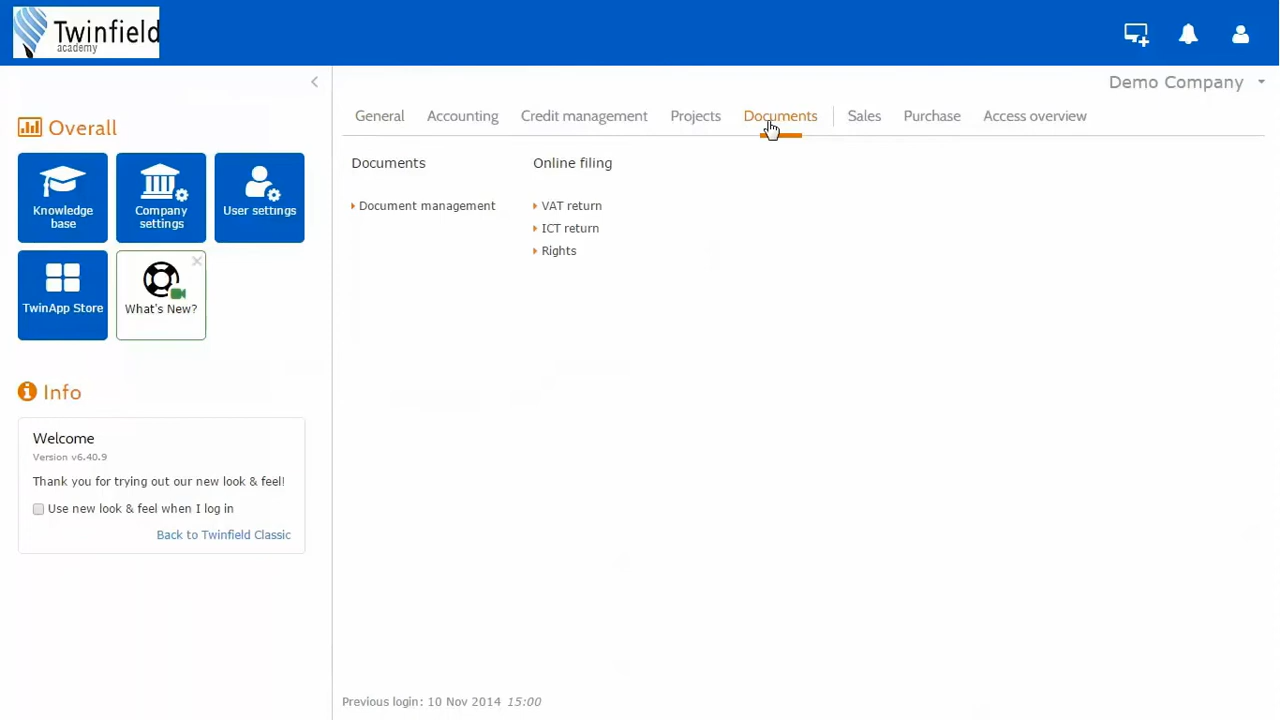 Twinfield
academy
Demo Company
Overall
Knowledge
base
Company
settings
User settings
TwinApp Store
What's New?
Info
Welcome
Version v6.40.9
Thank you for trying out our new look & feel!
Use new look & feel when I log in
Back to Twinfield Classic
General Accounting Credit management Projects Documents Sales Purchase Access overview
Documents
Document management
Online filing
VAT return
ICT return
Rights
Previous login: 10 Nov 2014 15:00